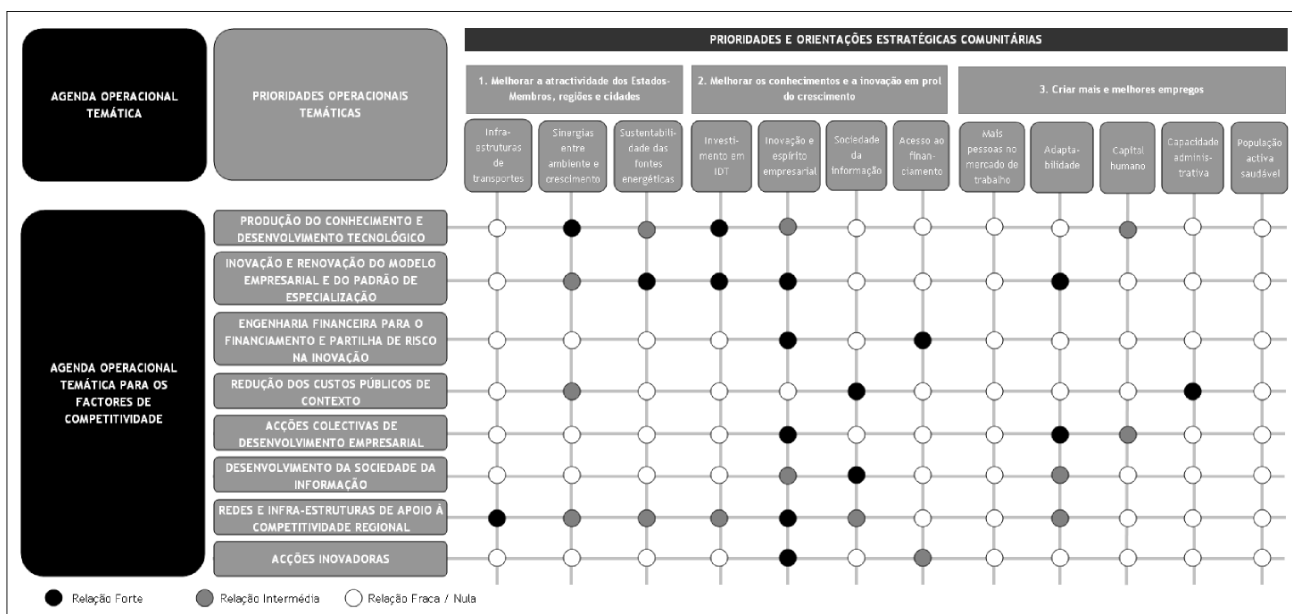 PRIORIDADES E ORIENTAÇÕES ESTRATÉGICAS COMUNITÁRIAS
AGENDA OPERACIONAL
TEMÁTICA
PRIORIDADES OPERACIONAIS
TEMÁTICAS
1. Melhorar a atractividade dos Estados-
Membros, regiões e cidades
2. Melhorar os conhecimentos e a inovação em prol
do crescimento
3. Criar mais e melhores empregos
Infra-
estruturas de
transportes
Sinergias
entre
ambiente e
crescimento
Sustentabili-
dade das
fontes
energéticas
Investi-
mento em
IDT
Inovação e
espírito
empresarial
Sociedade
da
informação
Acesso ao
finan-
ciamento
Mais
pessoas no
mercado de
trabalho
Adapta-
bilidade
Capital
humano
Capacidade
adminis-
trativa
População
activa
saudável
AGENDA OPERACIONAL
TEMÁTICA PARA OS
FACTORES DE
COMPETITIVIDADE
PRODUÇÃO DO CONHECIMENTO E
DESENVOLVIMENTO TECNOLÓGICO
INOVAÇÃO E RENOVAÇÃO DO MODELO
EMPRESARIAL E DO PADRÃO DE
ESPECIALIZAÇÃO
ENGENHARIA FINANCEIRA PARA O
FINANCIAMENTO E PARTILHA DE RISCO
NA INOVAÇÃO
REDUÇÃO DOS CUSTOS PÚBLICOS DE
CONTEXTO
ACÇÕES COLECTIVAS DE
DESENVOLVIMENTO EMPRESARIAL
DESENVOLVIMENTO DA SOCIEDADE DA
INFORMAÇÃO
REDES E INFRA-ESTRUTURAS DE APOIO À
COMPETITIVIDADE REGIONAL
ACÇÕES INOVADORAS
Relação Forte
Relação Intermédia
Relação Fraca / Nula